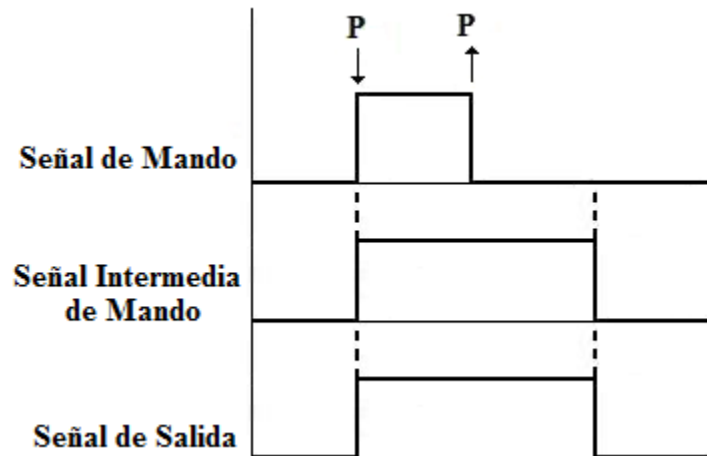 P P
Señal de Mando
Señal Intermedia
de Mando
Señal de Salida